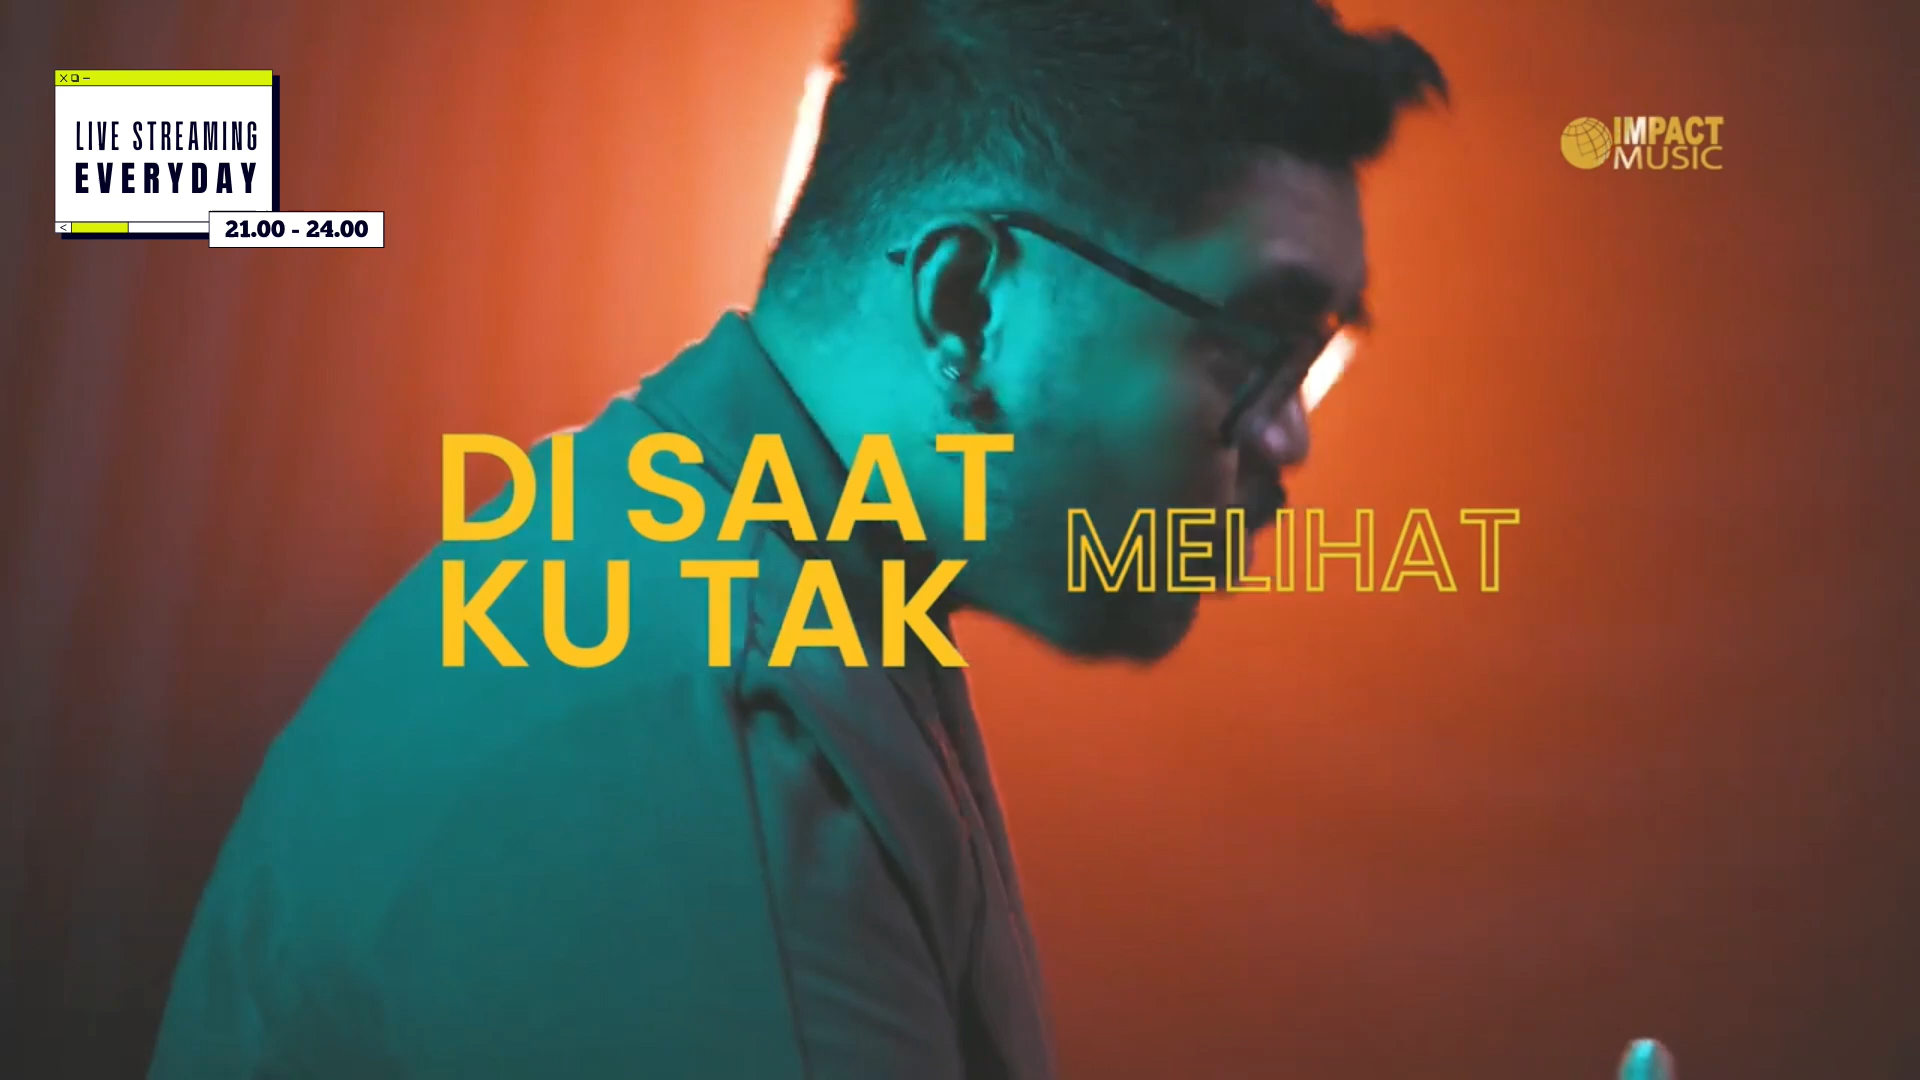 LIVE STREAMING
EVERYDAY
21.00 - 24.00
IMPACT
MUSIC
DI SAAT
KU TAK
MELIHAT